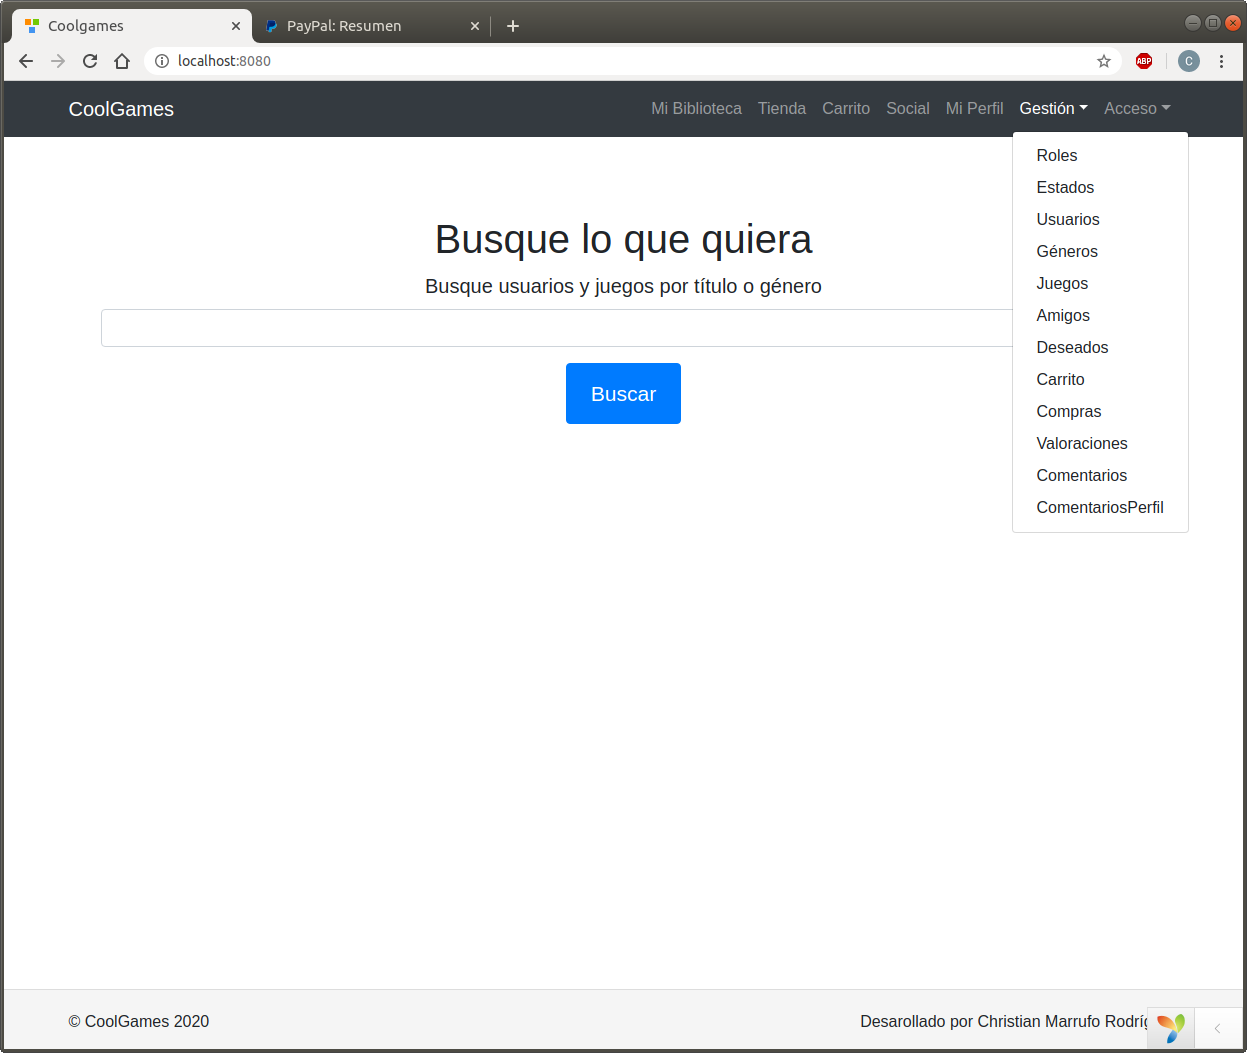 Coolgames
PayPal: Resumen
localhost:8080
ABP
C
CoolGames
Mi Biblioteca
Tienda
Carrito
Social
Mi Perfil
Gestión
Acceso
Roles
Estados
Usuarios
Géneros
Juegos
Amigos
Deseados
Carrito
Compras
Valoraciones
Comentarios
ComentariosPerfil
Busque lo que quiera
Busque usuarios y juegos por título o género
Buscar
© CoolGames 2020
Desarollado por Christian Marrufo Rodríg